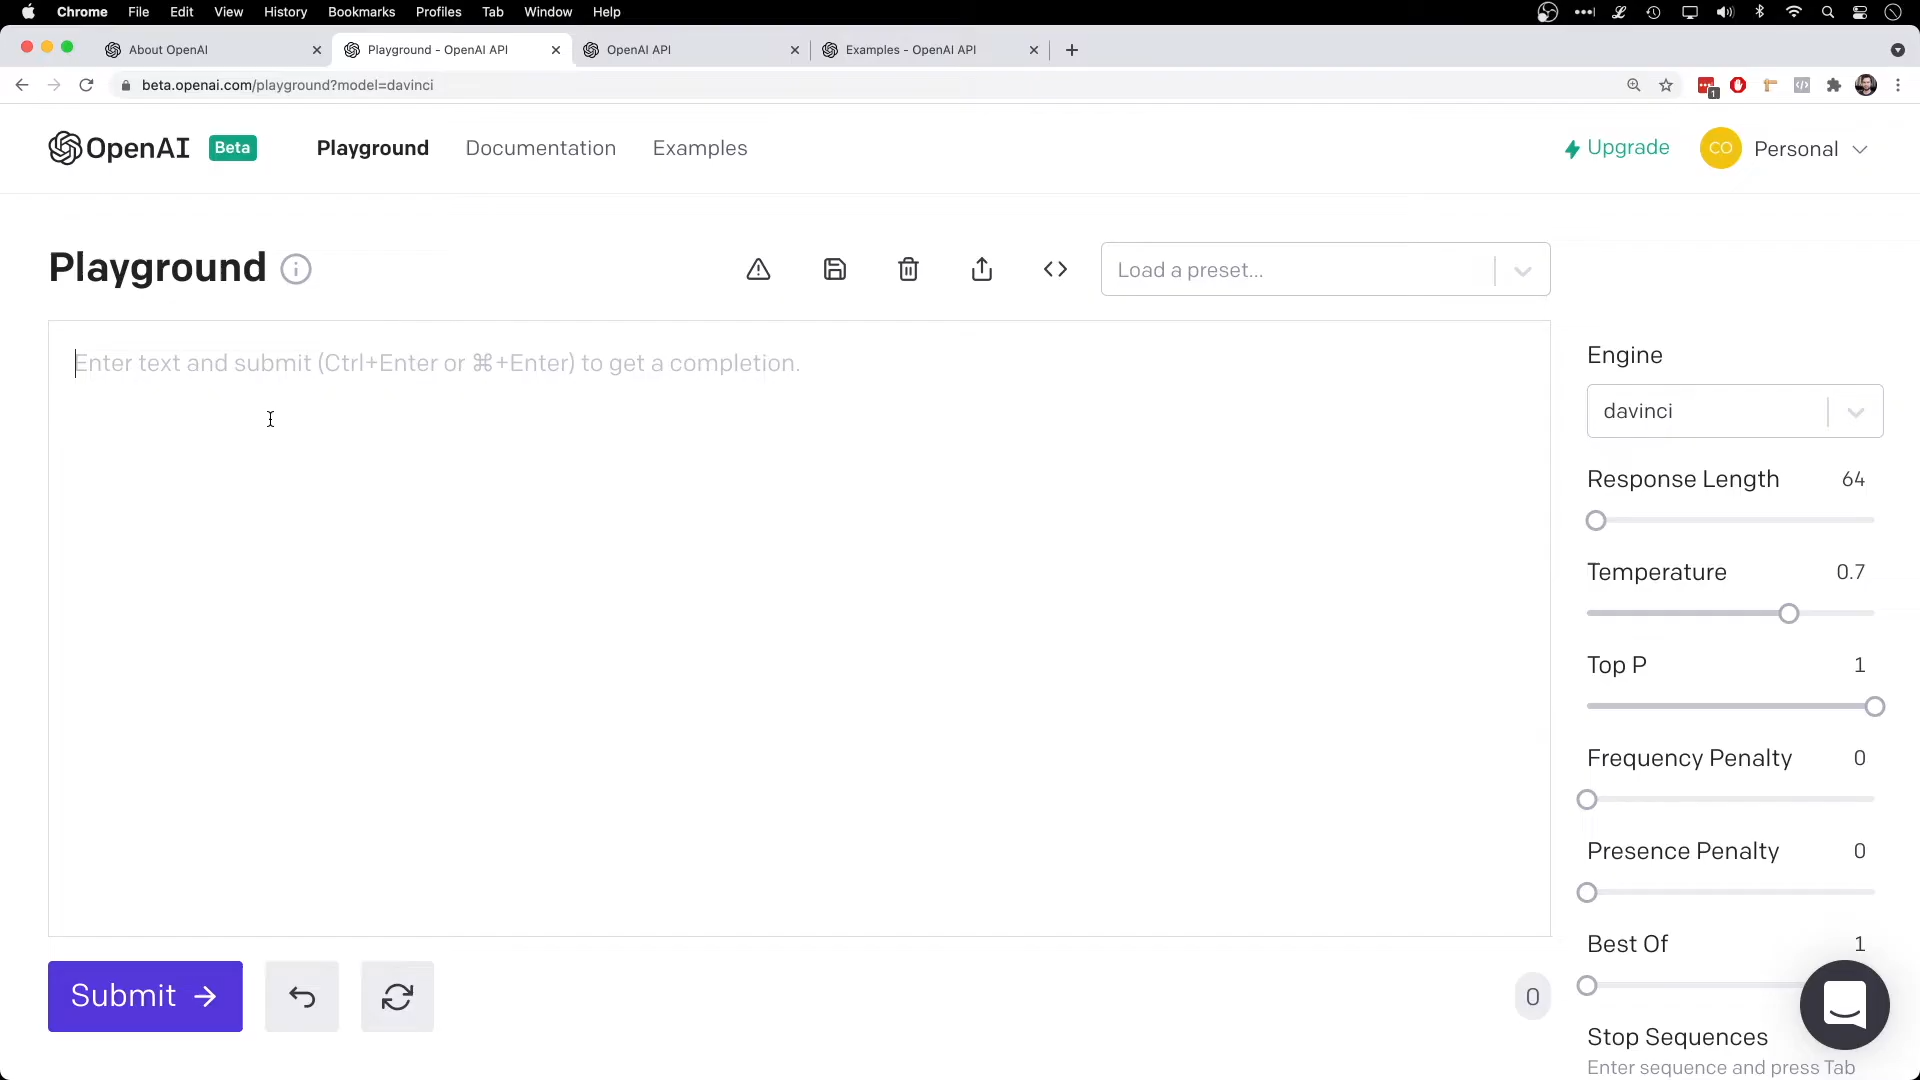 Chrome File Edit View History Bookmarks Profiles Tab Window Help
About OpenAI
Playground - OpenAI API
OpenAI API
Examples - OpenAI API
beta.openai.com/playground?model=davinci
1
OpenAI Beta Playground Documentation Examples Upgrade CO Personal
Playground
Load a preset...
Enter text and submit (Ctrl+Enter or ⌘+Enter) to get a completion.
Engine
davinci
Response Length 64
Temperature 0.7
Top P 1
Frequency Penalty 0
Presence Penalty 0
Best Of 1
Submit
0
Stop Sequences
Enter sequence and press Tab